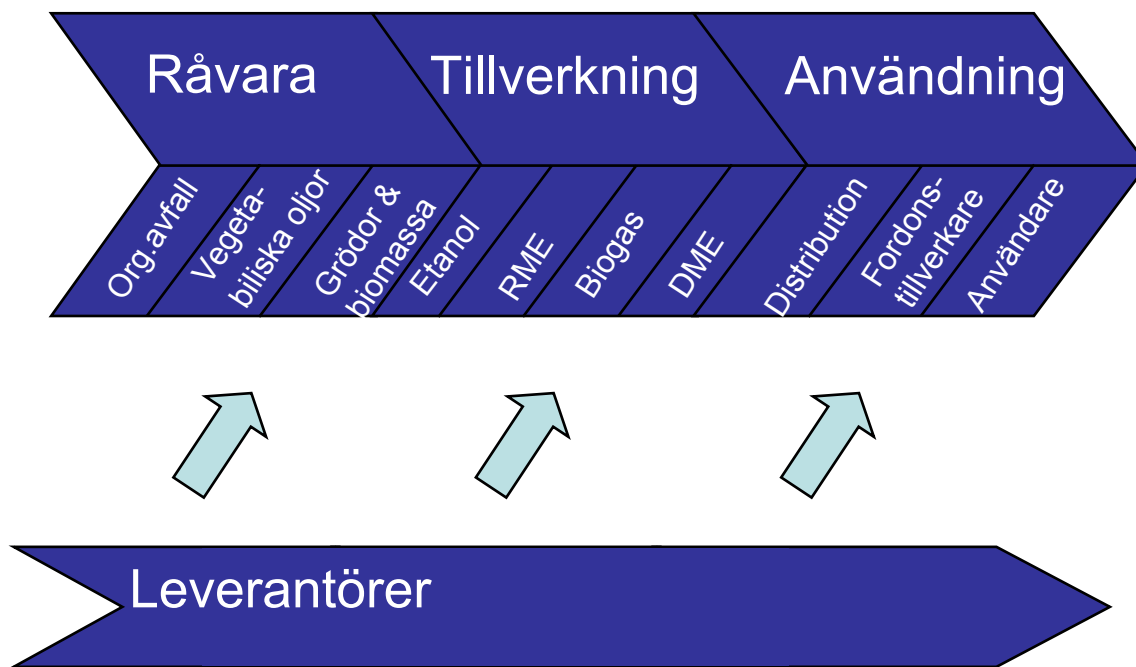 Råvara
Tillverkning
Användning
Org.avfall
Vegeta-
biliska oljor
Grödor &
biomassa
Etanol
RME
Biogas
DME
Distribution
Fordons-
tillverkare
Användare
Leverantörer